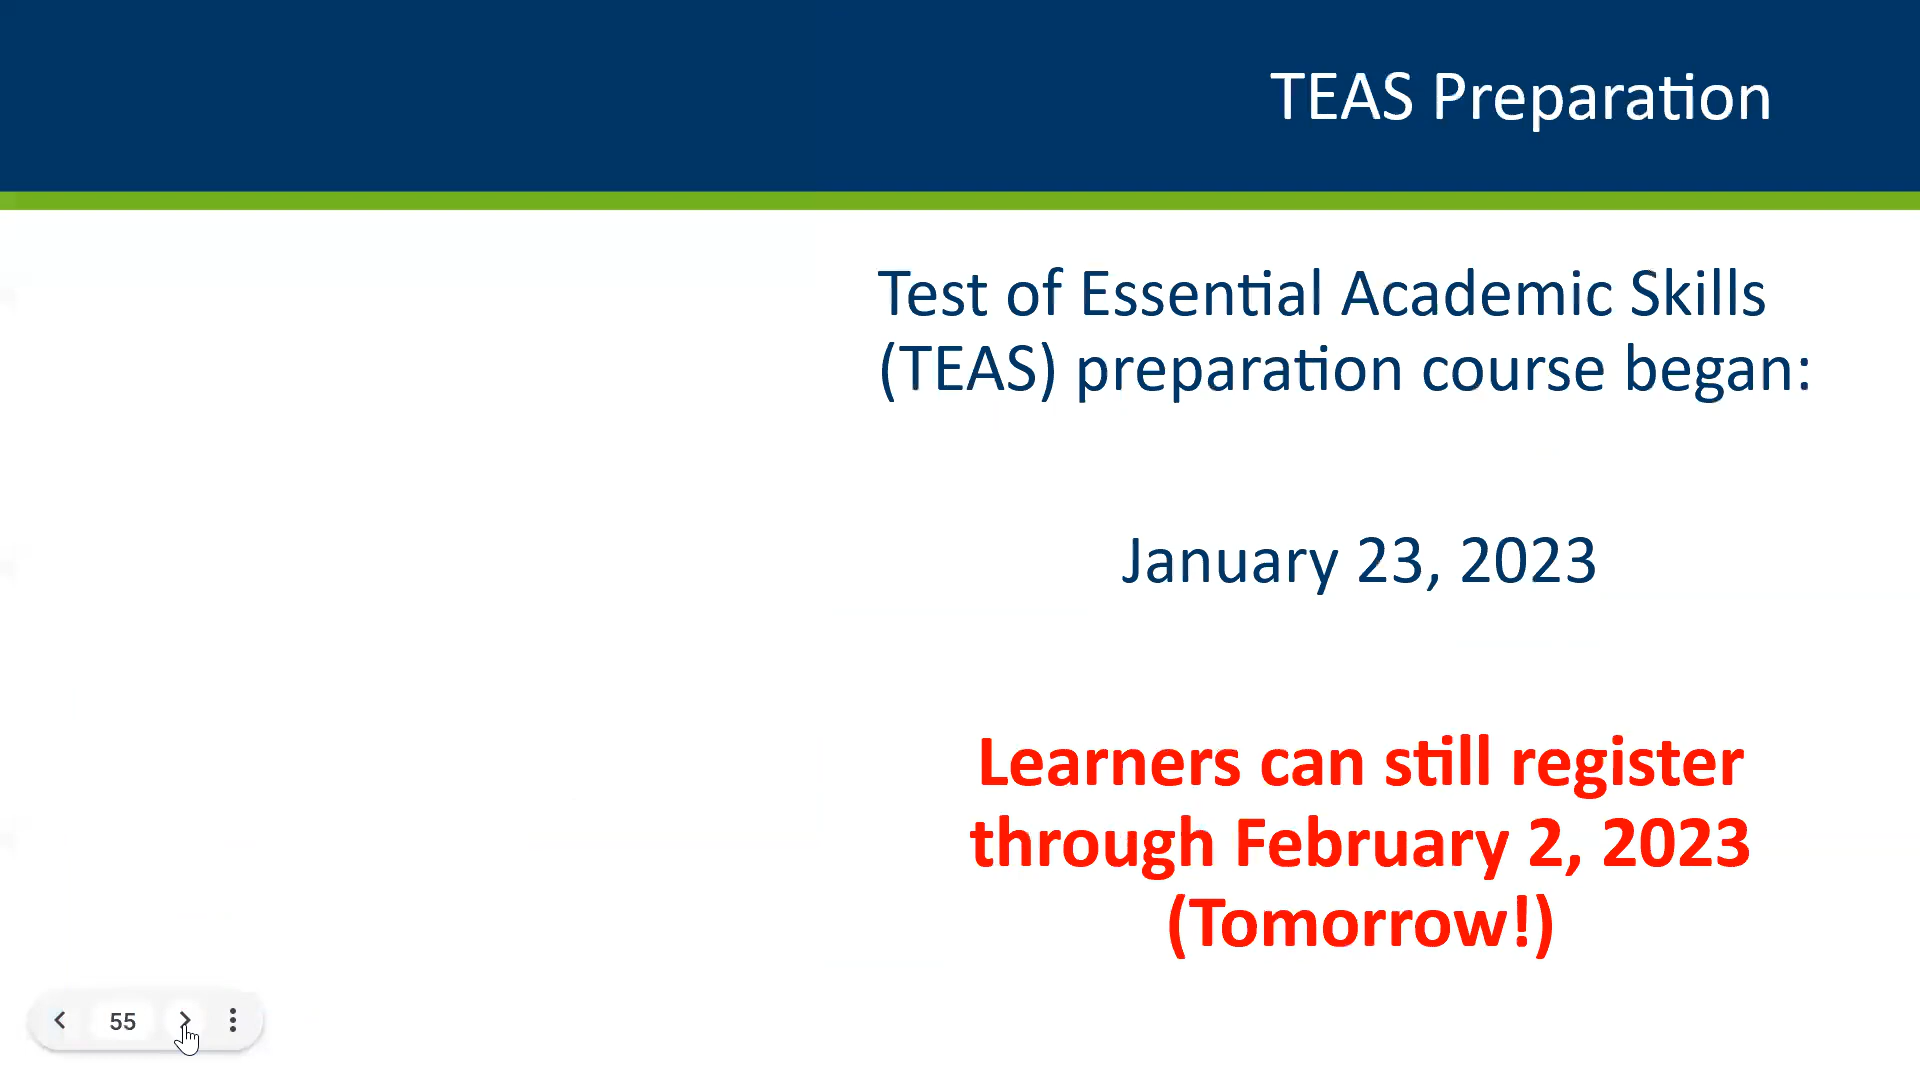 TEAS Preparation
Test of Essential Academic Skills
(TEAS) preparation course began:
January 23, 2023
Learners can still register
through February 2, 2023
(Tomorrow!)
55